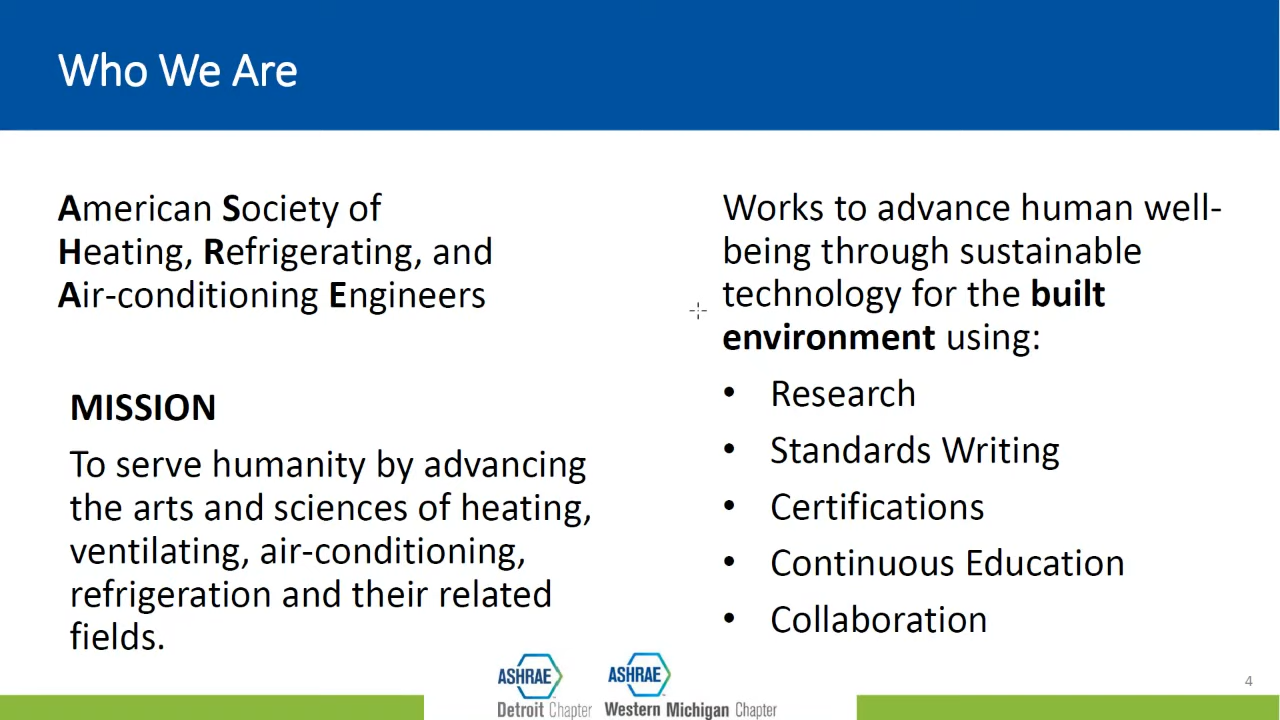 Who We Are
American Society of
Heating, Refrigerating, and
Air-conditioning Engineers
MISSION
To serve humanity by advancing
the arts and sciences of heating,
ventilating, air-conditioning,
refrigeration and their related
fields.
Works to advance human well-
being through sustainable
technology for the built
environment using:
• Research
• Standards Writing
• Certifications
• Continuous Education
• Collaboration
ASHRAE
Detroit Chapter
ASHRAE
Western Michigan Chapter
4